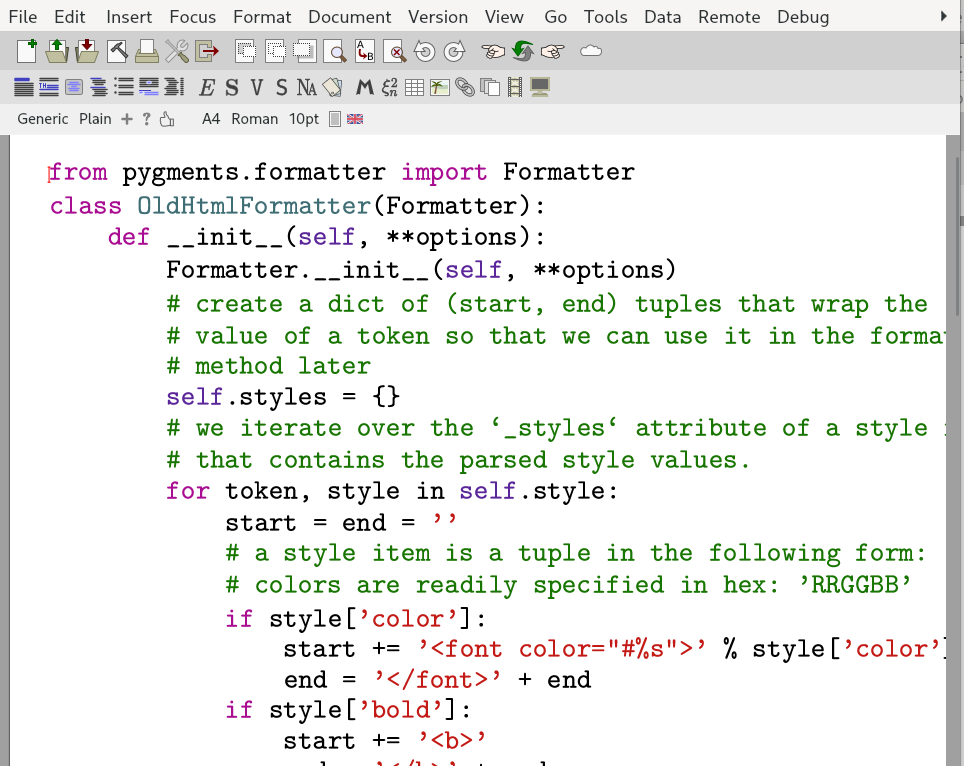 File Edit Insert Focus Format Document Version View Go Tools Data Remote Debug
E S V S NA M
Generic Plain + ? A4 Roman 10pt
from pygments.formatter import Formatter
class OldHtmlFormatter(Formatter):
    def __init__(self, **options):
        Formatter.__init__(self, **options)
        # create a dict of (start, end) tuples that wrap the
        # value of a token so that we can use it in the forma
        # method later
        self.styles = {}
        # we iterate over the ‘_styles‘ attribute of a style
        # that contains the parsed style values.
        for token, style in self.style:
            start = end = ’’
            # a style item is a tuple in the following form:
            # colors are readily specified in hex: ’RRGGBB’
            if style[’color’]:
                start += ’<font color="#%s">’ % style[’color’]
                end = ’</font>’ + end
            if style[’bold’]:
                start += ’<b>’